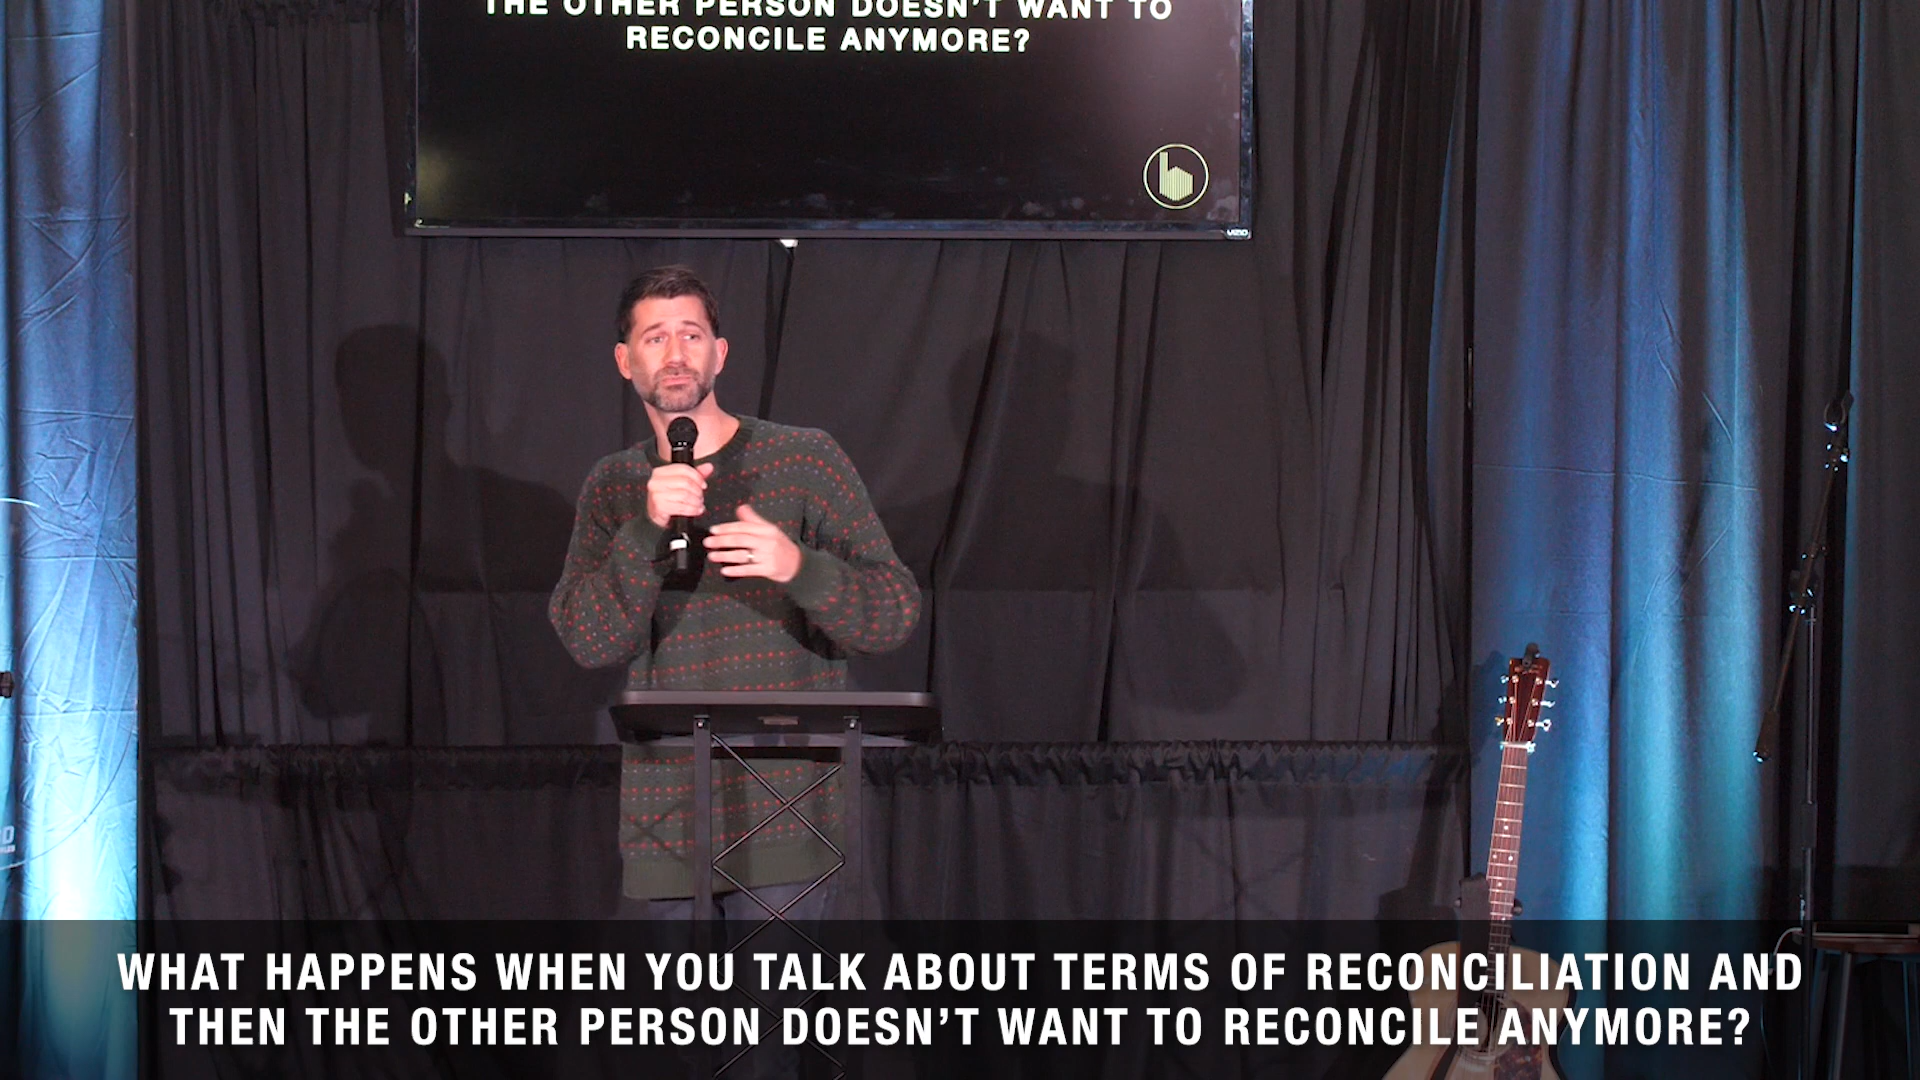 THE OTHER PERSON DOESN'T WANT TO
RECONCILE ANYMORE?
VIZIO
WHAT HAPPENS WHEN YOU TALK ABOUT TERMS OF RECONCILIATION AND
THEN THE OTHER PERSON DOESN'T WANT TO RECONCILE ANYMORE?